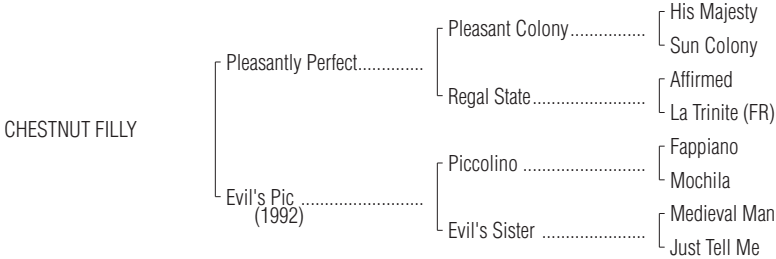 His Majesty
Pleasant Colony................
Sun Colony
Pleasantly Perfect..............
Affirmed
Regal State........................
La Trinite (FR)
CHESTNUT FILLY
Fappiano
Piccolino ..........................
Mochila
Evil's Pic ..........................
(1992)
Medieval Man
Evil's Sister ......................
Just Tell Me